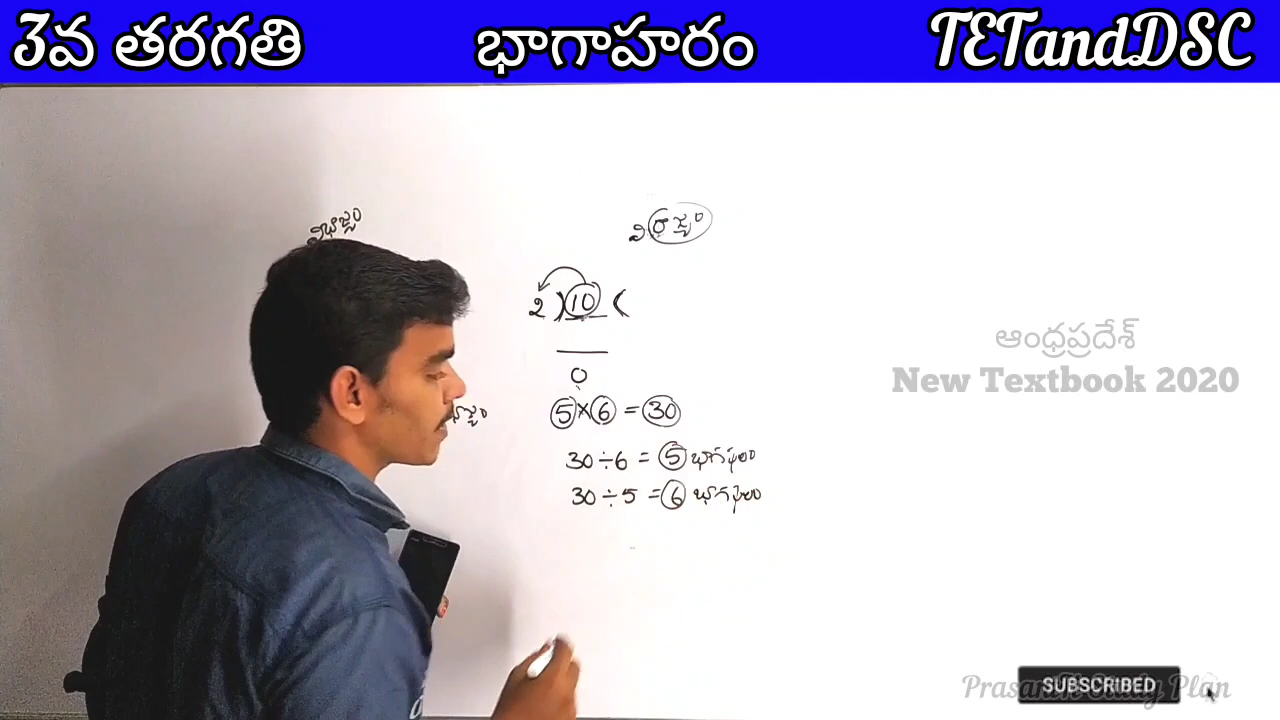 3వ తరగతి భాగాహరం TETandDSC
విభాజ్యం
2 ) 10 (
0
5 × 6 = 30
30 ÷ 6 = 5 భాగఫలం
30 ÷ 5 = 6 భాగఫలం
ఆంధ్రప్రదేశ్
New Textbook 2020
SUBSCRIBED